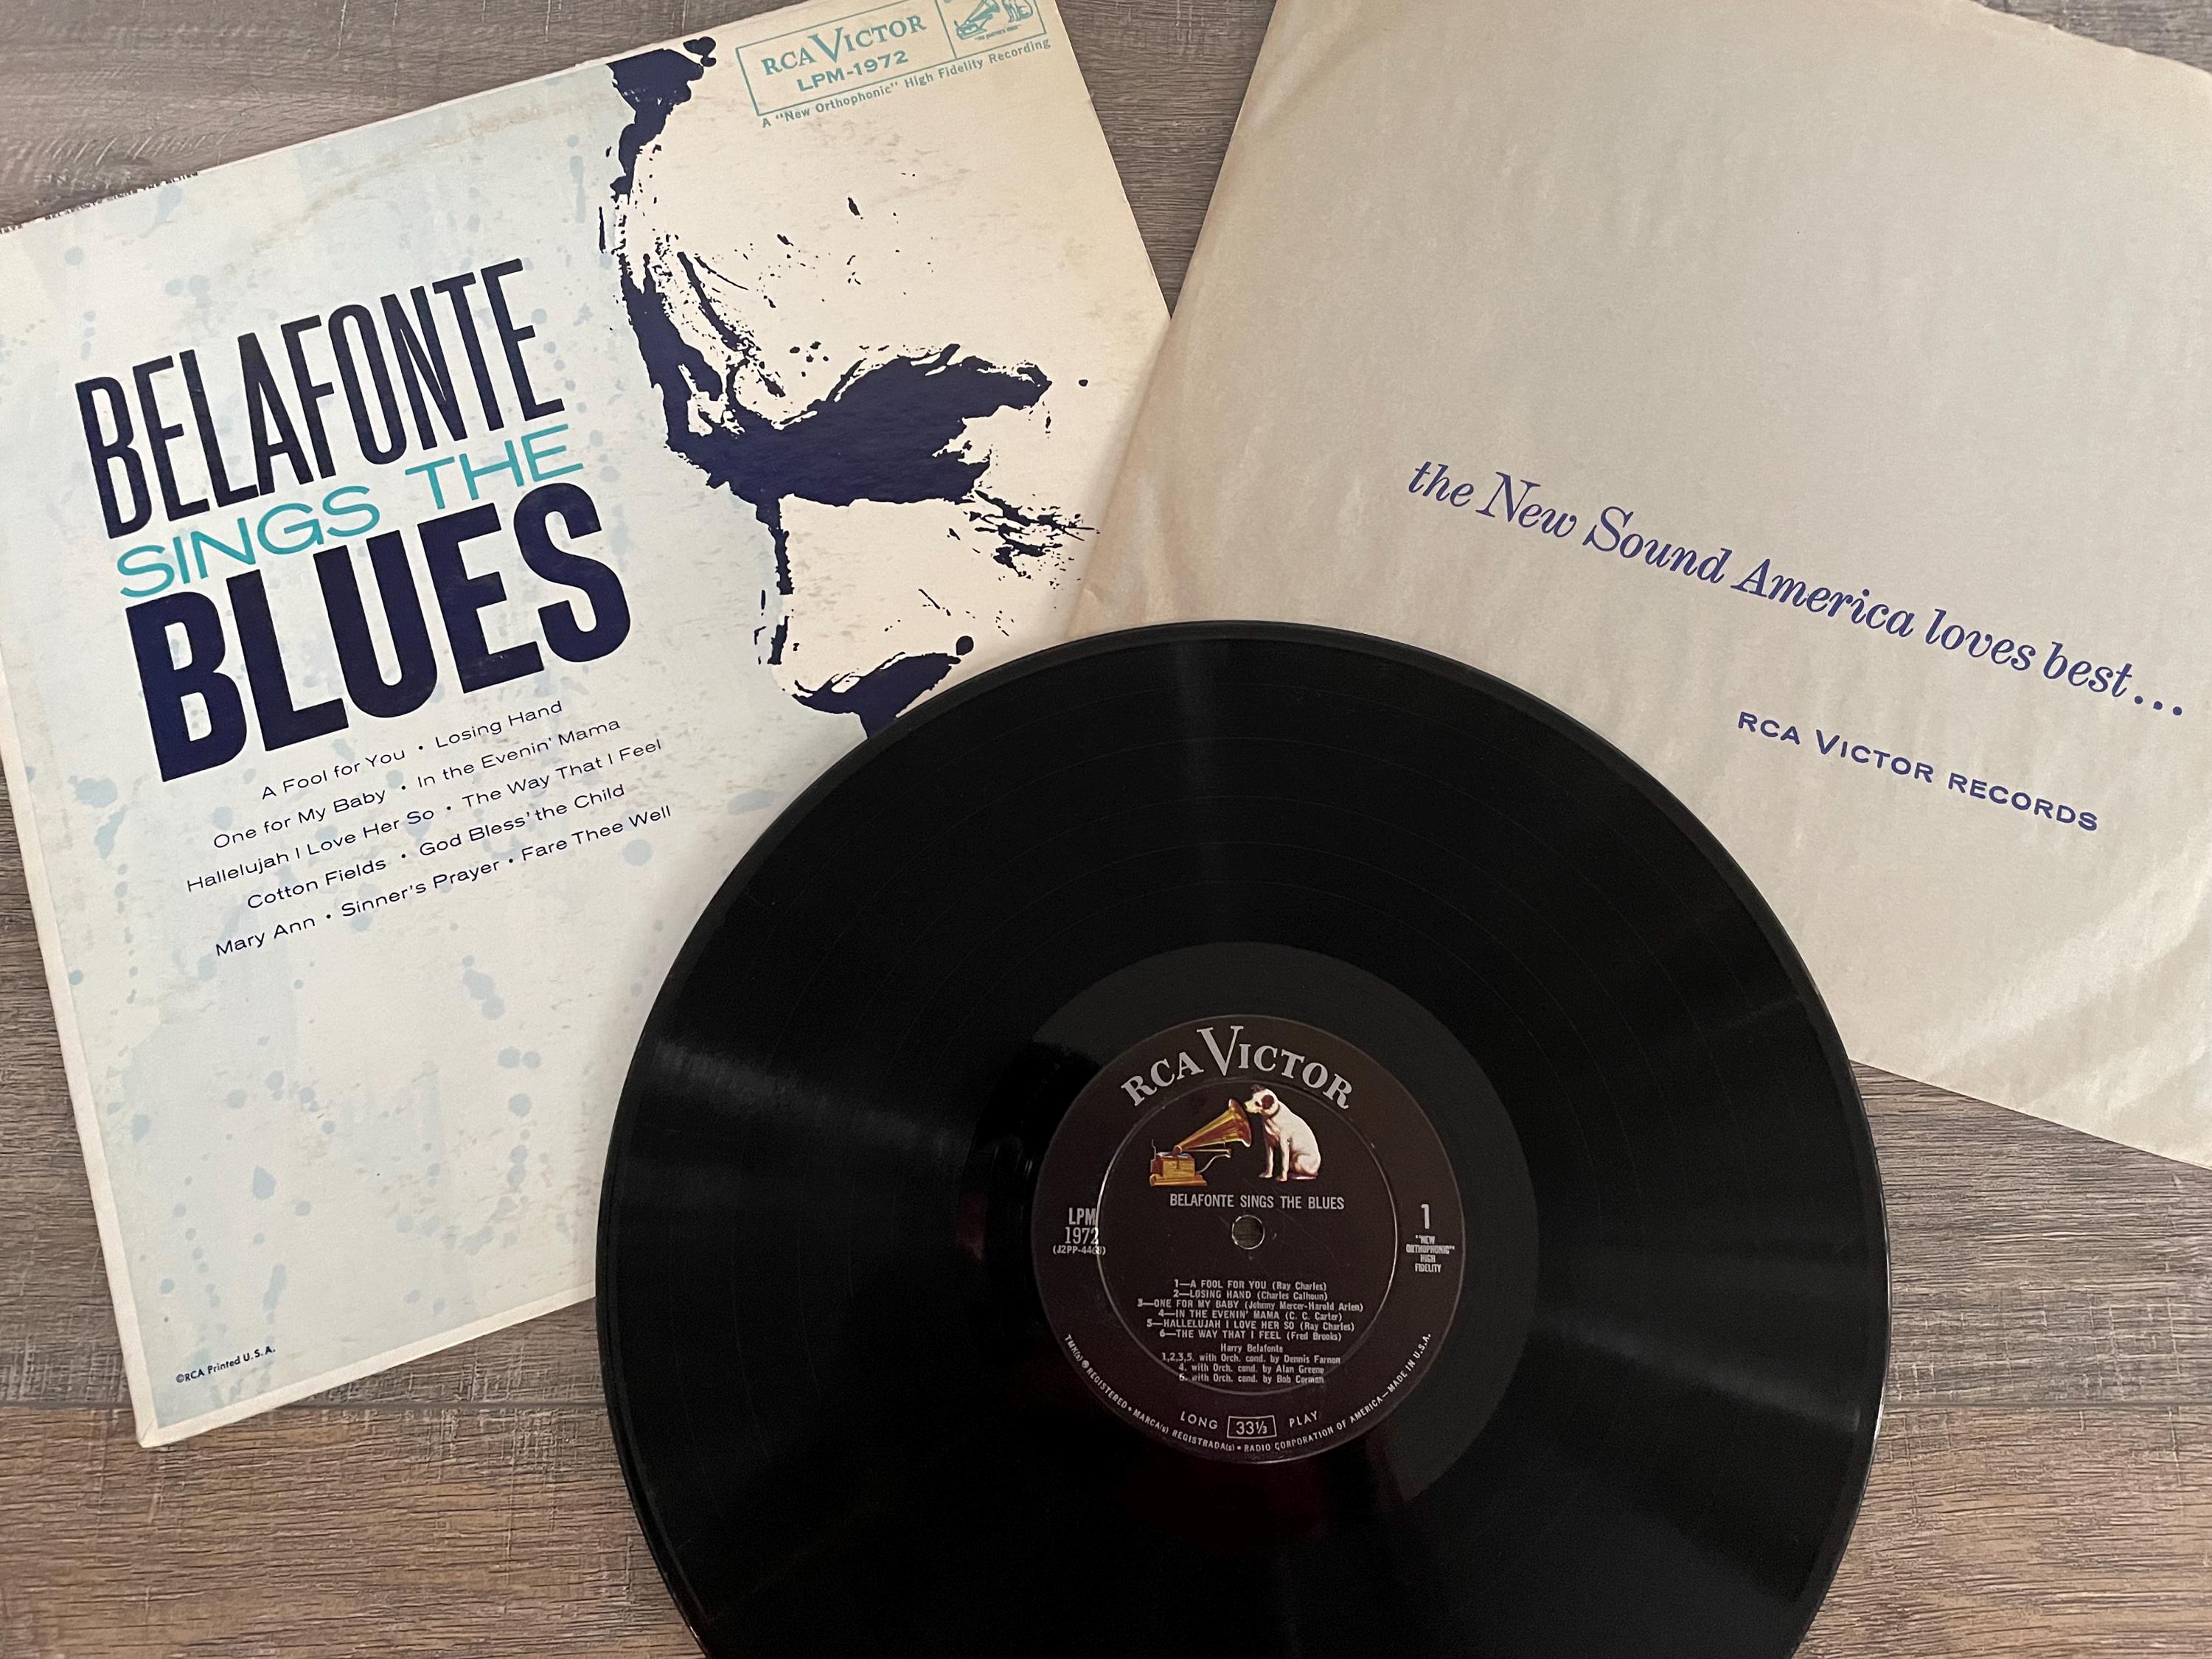 RCA VICTOR
LPM-1972
A "New Orthophonic" High Fidelity Recording
BELAFONTE
SINGS THE
BLUES
A Fool for You • Losing Hand
One for My Baby • In the Evenin' Mama
Hallelujah I Love Her So • The Way That I Feel
Cotton Fields • God Bless' the Child
Mary Ann • Sinner's Prayer • Fare Thee Well
©RCA Printed U.S.A.
the New Sound America loves best...
RCA VICTOR RECORDS
RCA VICTOR
BELAFONTE SINGS THE BLUES
LPM
1972
1
"NEW
ORTHOPHONIC"
HIGH
FIDELITY
1—A FOOL FOR YOU (Ray Charles)
2—LOSING HAND (Charles Calhoun)
3—ONE FOR MY BABY (Johnny Mercer-Harold Arlen)
4—IN THE EVENIN' MAMA (C. C. Carter)
5—HALLELUJAH I LOVE HER SO (Ray Charles)
6—THE WAY THAT I FEEL (Fred Brooks)
Harry Belafonte
1,2,3,5. with Orch. cond. by Dennis Farnon
4. with Orch. cond. by Alan Greene
6. with Orch. cond. by Bob Corman
LONG 33⅓ PLAY
TMK(s) ® REGISTERED • MARCA(s) REGISTRADA(s) • RADIO CORPORATION OF AMERICA—MADE IN U.S.A.